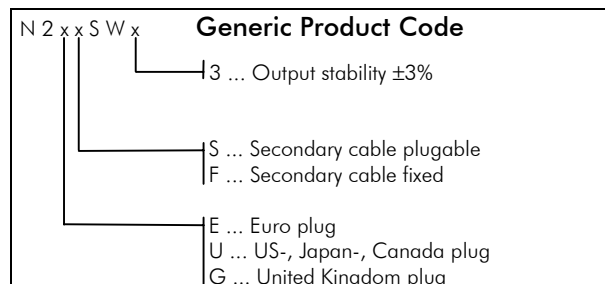 N 2 x x S W x Generic Product Code
3 ... Output stability ±3%
S ... Secondary cable plugable
F ... Secondary cable fixed
E ... Euro plug
U ... US-, Japan-, Canada plug
G ... United Kingdom plug